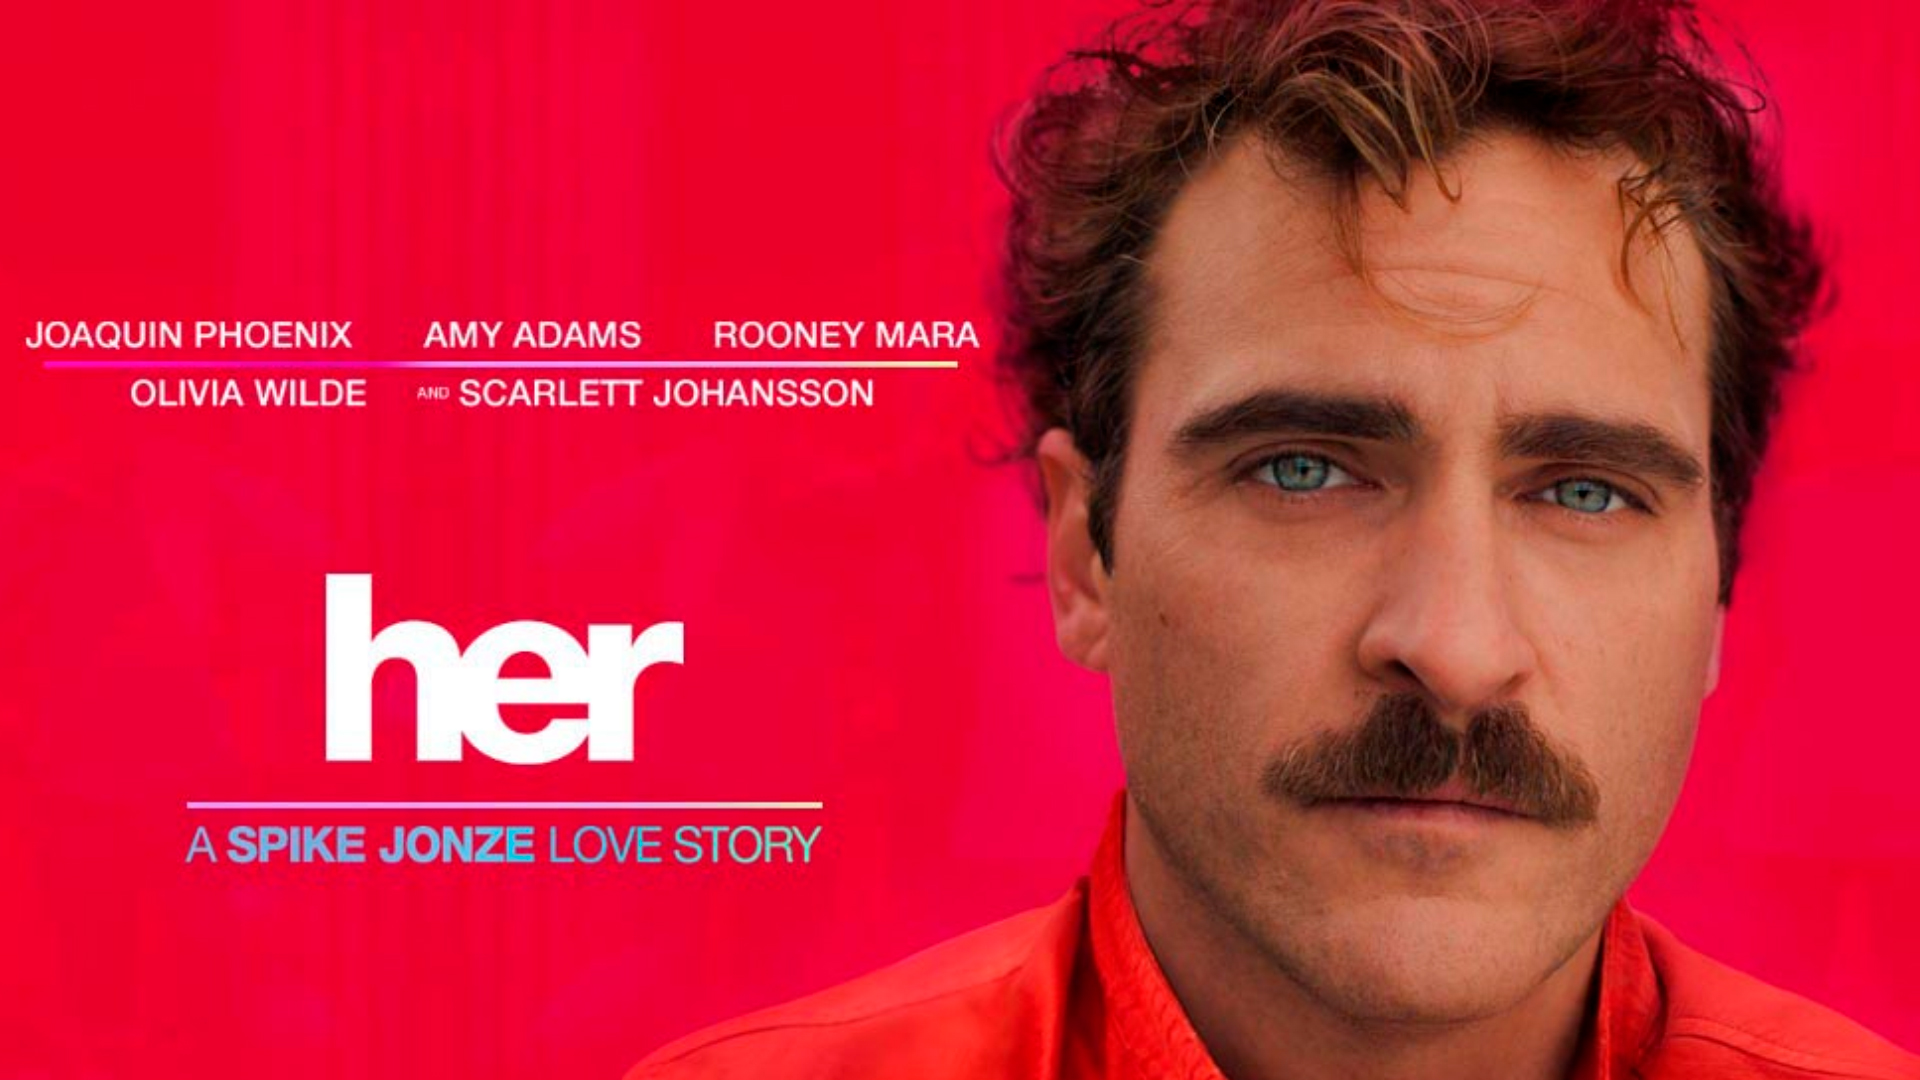 JOAQUIN PHOENIX AMY ADAMS ROONEY MARA
OLIVIA WILDE AND SCARLETT JOHANSSON
her
A SPIKE JONZE LOVE STORY